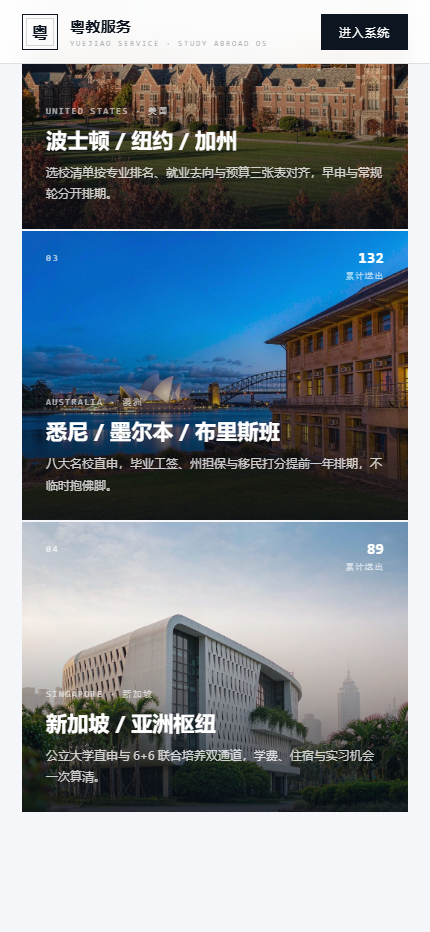 粤
粤教服务
YUEJIAO SERVICE · STUDY ABROAD OS
进入系统
UNITED STATES · 美国
波士顿 / 纽约 / 加州
选校清单按专业排名、就业去向与预算三张表对齐，早申与常规
轮分开排期。
03
132
累计送出
AUSTRALIA · 澳洲
悉尼 / 墨尔本 / 布里斯班
八大名校直申，毕业工签、州担保与移民打分提前一年排期，不
临时抱佛脚。
04
89
累计送出
SINGAPORE · 新加坡
新加坡 / 亚洲枢纽
公立大学直申与 6+6 联合培养双通道，学费、住宿与实习机会
一次算清。